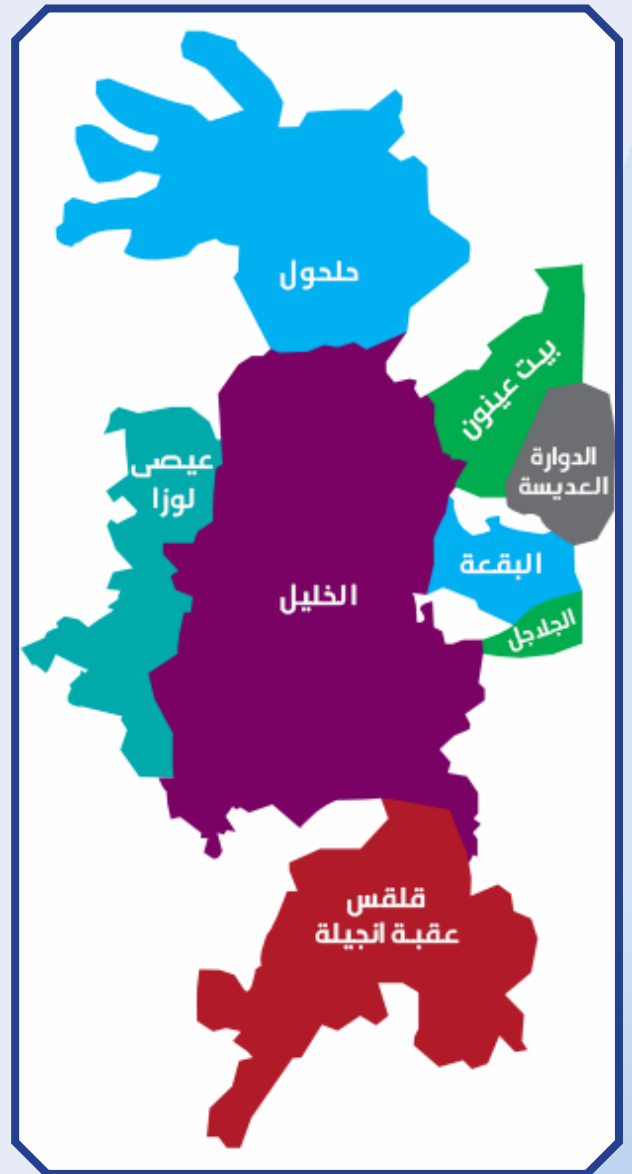 حلحول
بيت عينون
الدوارة
العديسة
عيصى
لوزا
البقعة
الخليل
الجلاجل
قلقس
عقبة انجيلة